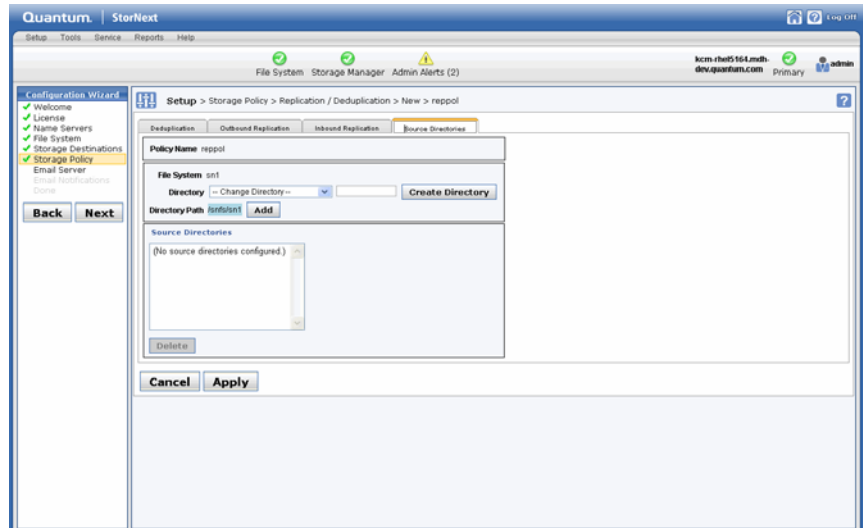 Quantum. StorNext
Log Off
Setup Tools Service Reports Help
File System Storage Manager Admin Alerts (2)
kcm-rhel5164.mdh-
dev.quantum.com
Primary
admin
Configuration Wizard
Welcome
License
Name Servers
File System
Storage Destinations
Storage Policy
Email Server
Email Notifications
Done
Back Next
Setup > Storage Policy > Replication / Deduplication > New > reppol
Deduplication Outbound Replication Inbound Replication Source Directories
Policy Name reppol
File System sn1
Directory -- Change Directory -- Create Directory
Directory Path /snfs/sn1 Add
Source Directories
(No source directories configured.)
Delete
Cancel Apply